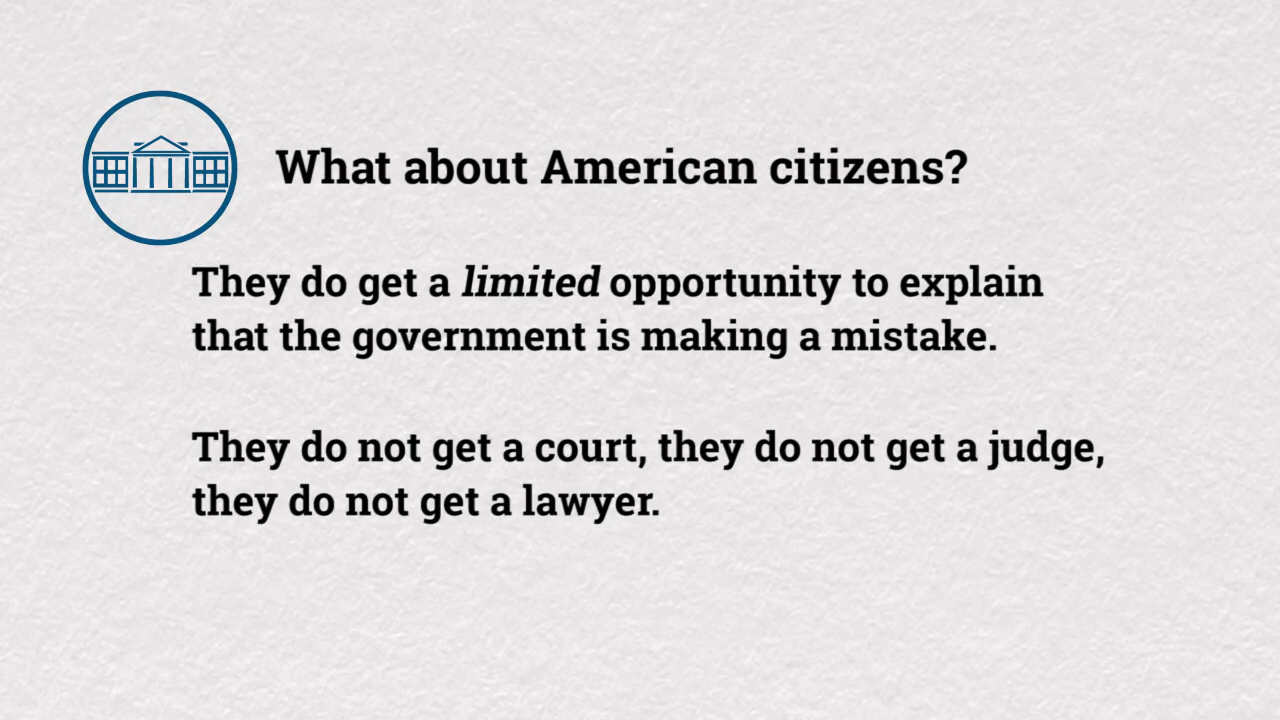 What about American citizens?
They do get a limited opportunity to explain
that the government is making a mistake.
They do not get a court, they do not get a judge,
they do not get a lawyer.